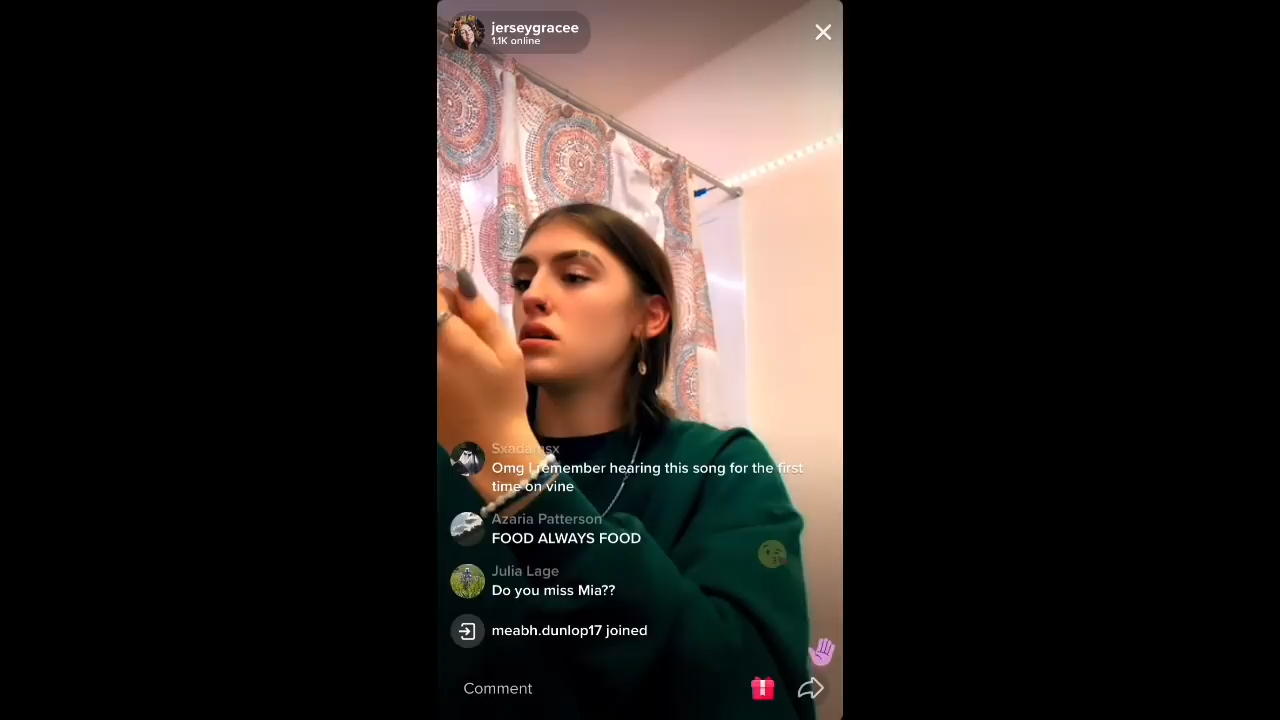 jerseygracee
1.1K online
Sxadamsx
Omg I remember hearing this song for the first
time on vine
Azaria Patterson
FOOD ALWAYS FOOD
Julia Lage
Do you miss Mia??
meabh.dunlop17 joined
Comment